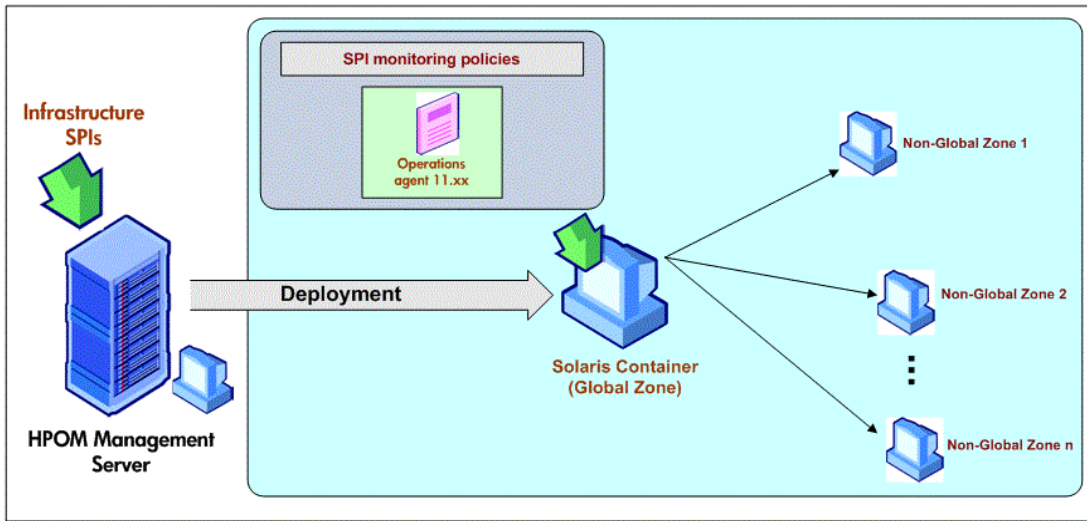 SPI monitoring policies
Infrastructure
SPIs
Operations
agent 11.xx
Non-Global Zone 1
Deployment
Non-Global Zone 2
Solaris Container
(Global Zone)
HPOM Management
Server
Non-Global Zone n